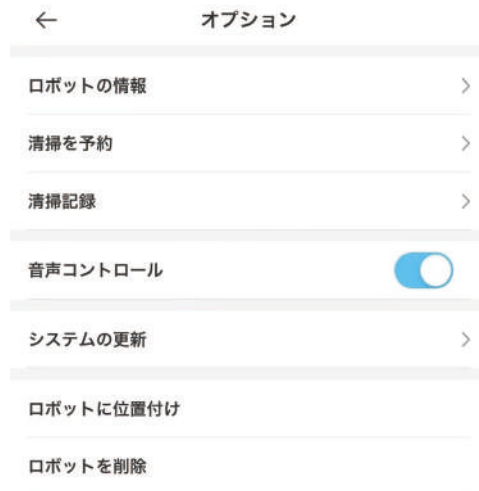 オプション
ロボットの情報
清掃を予約
清掃記録
音声コントロール
システムの更新
ロボットに位置付け
ロボットを削除